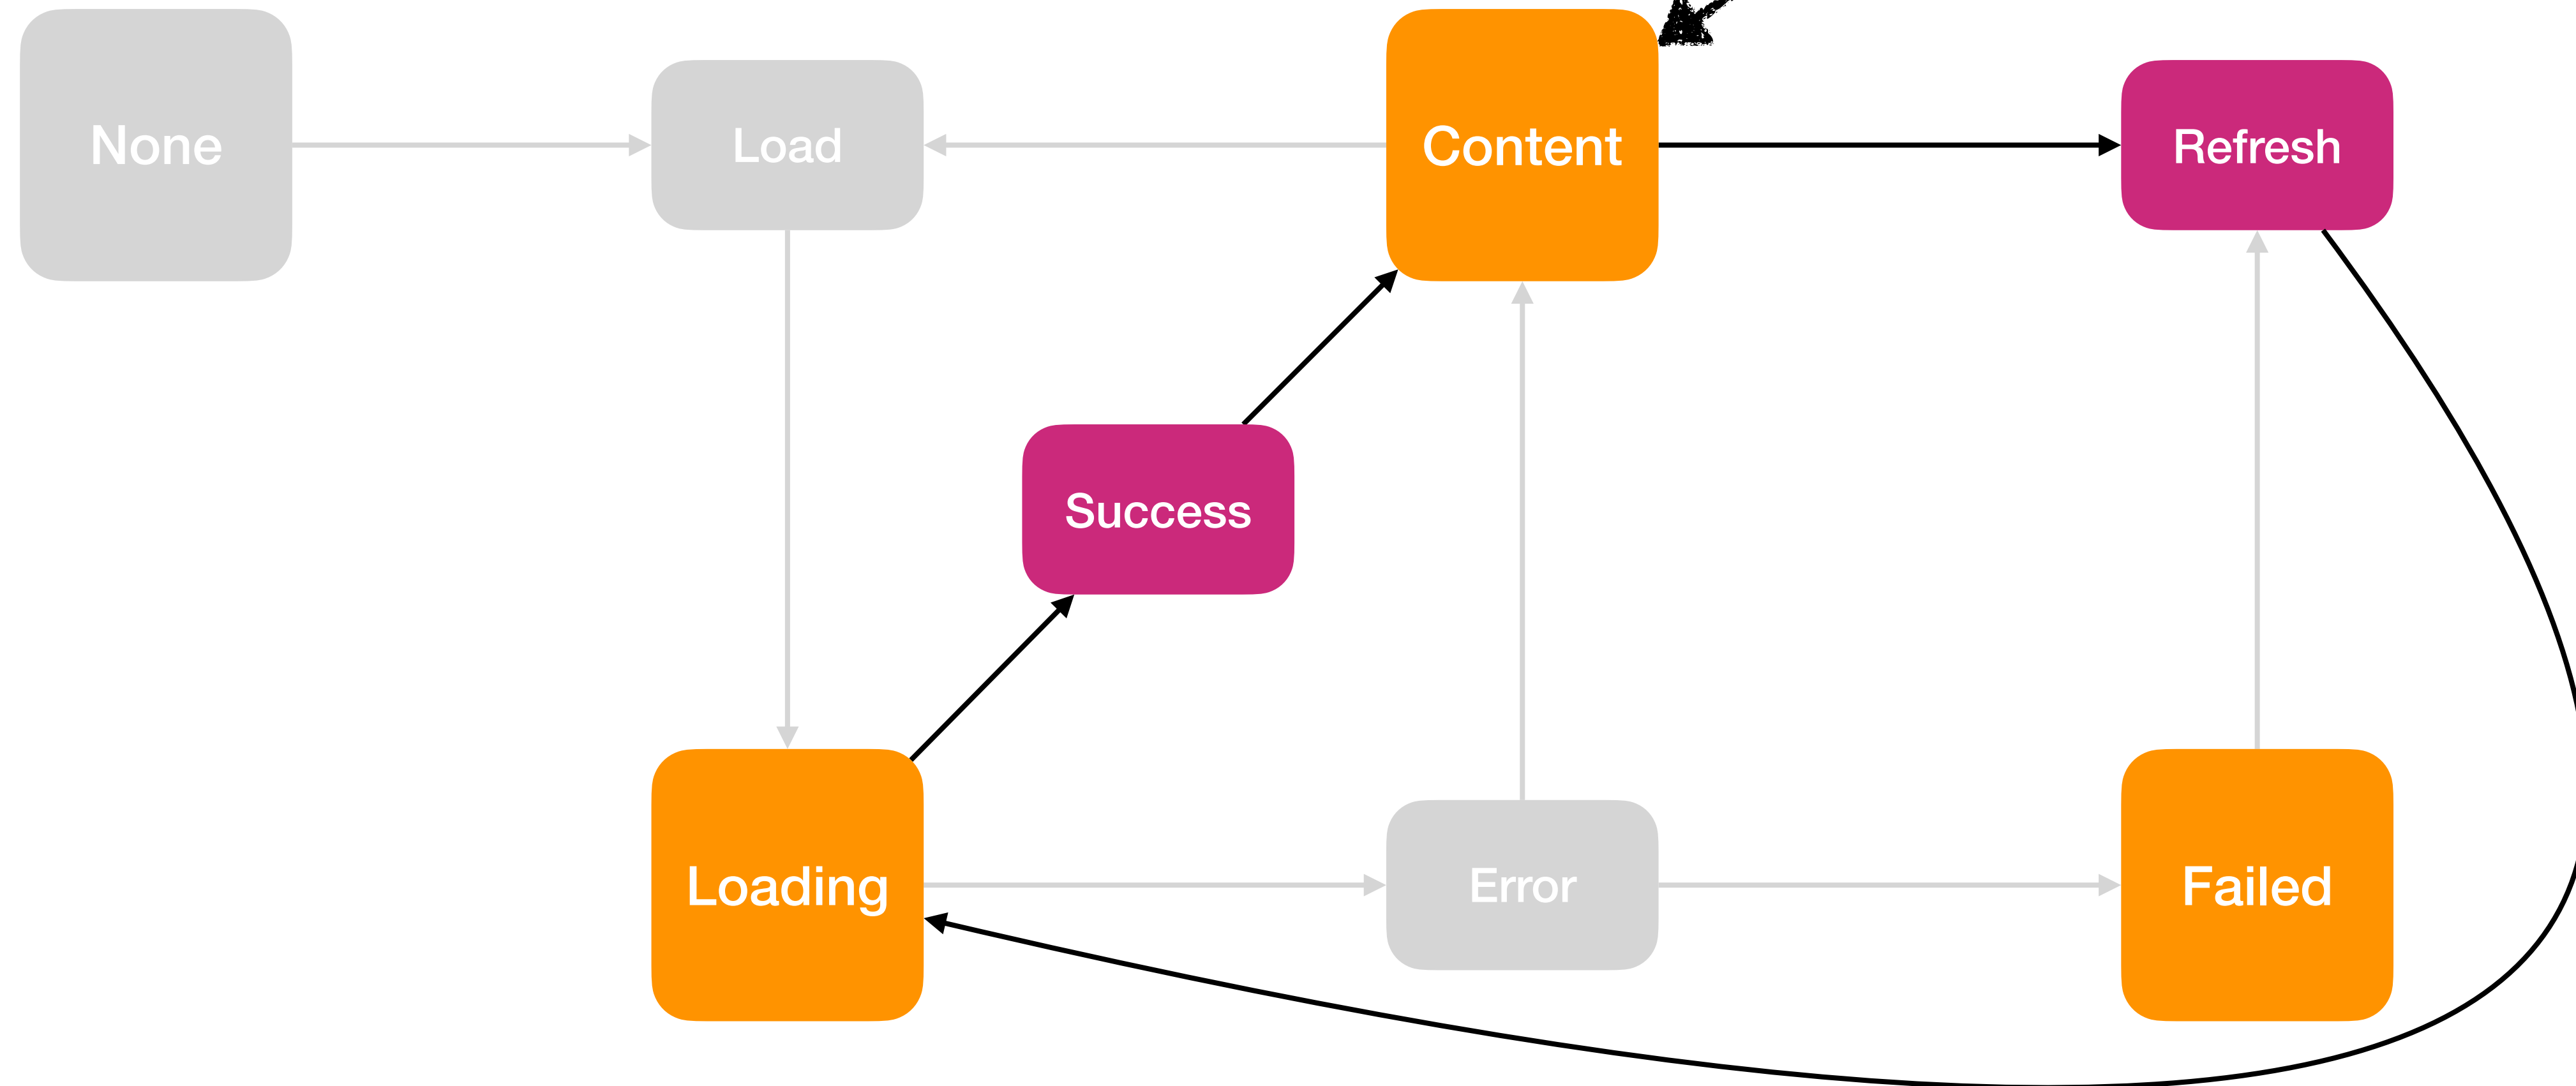 None
Load
Content
Refresh
Success
Loading
Error
Failed